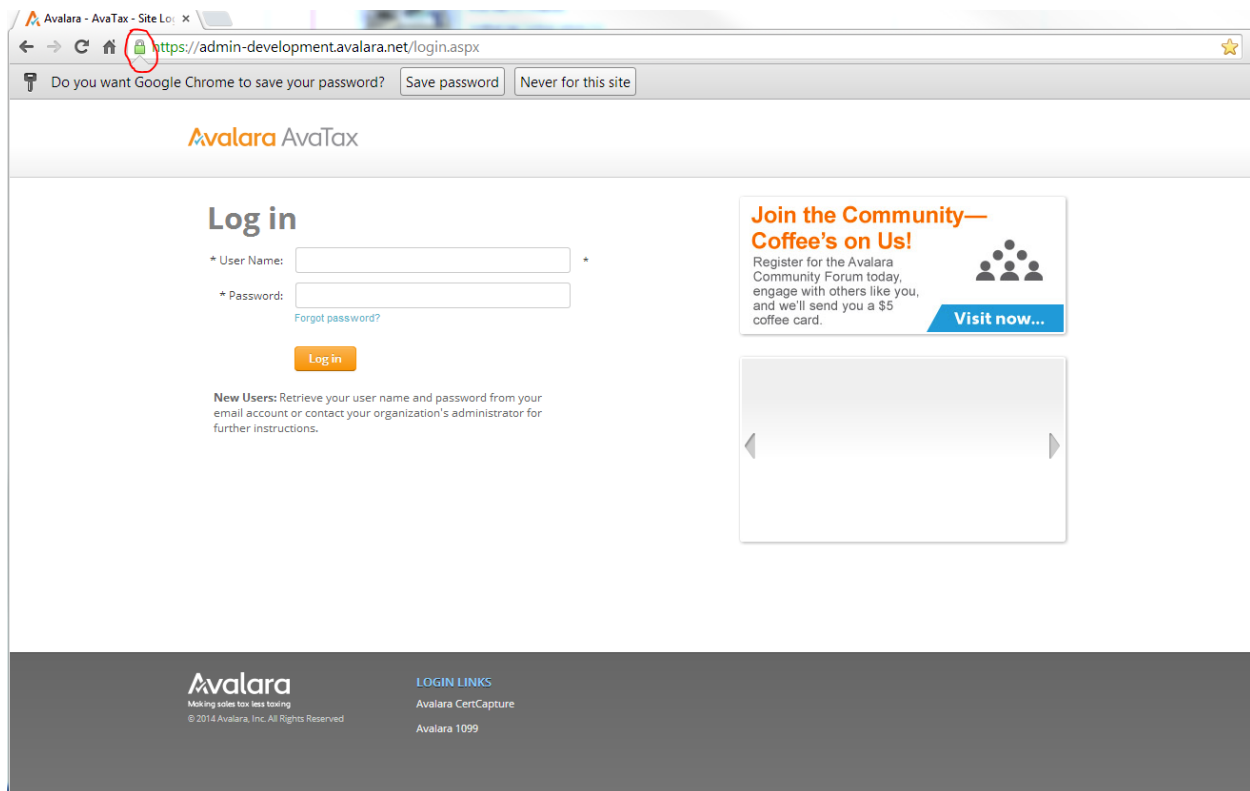 Avalara - AvaTax - Site Lo
https://admin-development.avalara.net/login.aspx
Do you want Google Chrome to save your password? Save password Never for this site
Avalara AvaTax
Log in
* User Name: *
* Password:
Forgot password?
Log in
New Users: Retrieve your user name and password from your
email account or contact your organization's administrator for
further instructions.
Join the Community—
Coffee's on Us!
Register for the Avalara
Community Forum today,
engage with others like you,
and we'll send you a $5
coffee card.
Visit now...
Avalara
Making sales tax less taxing
© 2014 Avalara, Inc. All Rights Reserved
LOGIN LINKS
Avalara CertCapture
Avalara 1099